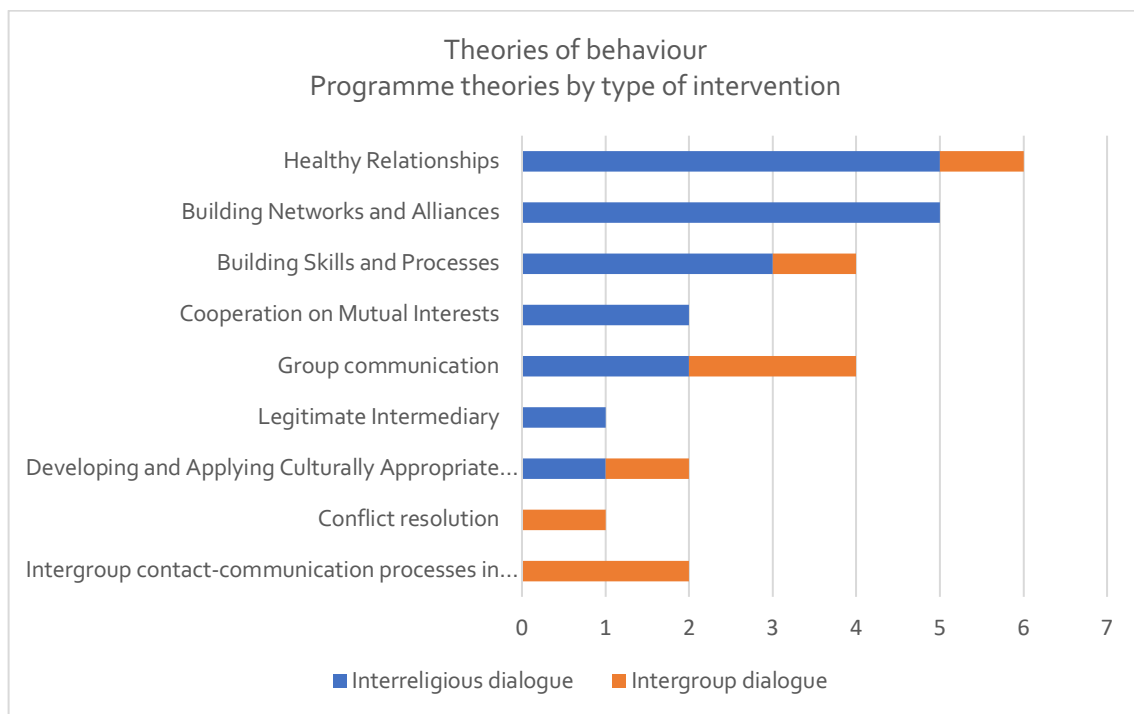 Theories of behaviour
Programme theories by type of intervention
Healthy Relationships
Building Networks and Alliances
Building Skills and Processes
Cooperation on Mutual Interests
Group communication
Legitimate Intermediary
Developing and Applying Culturally Appropriate...
Conflict resolution
Intergroup contact-communication processes in...
0 1 2 3 4 5 6 7
Interreligious dialogue Intergroup dialogue